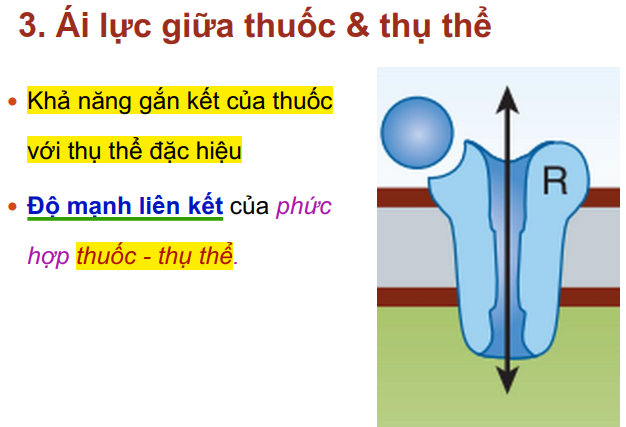 3. Ái lực giữa thuốc & thụ thể
• Khả năng gắn kết của thuốc
với thụ thể đặc hiệu
• Độ mạnh liên kết của phức
hợp thuốc - thụ thể.
R